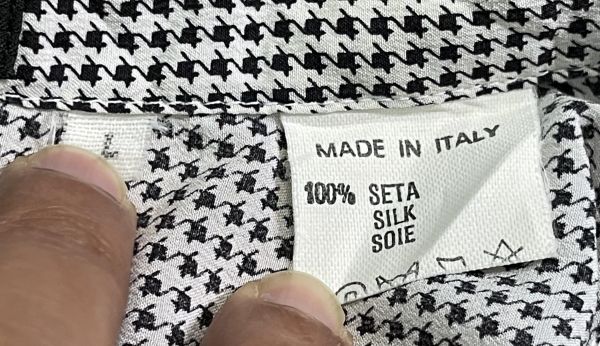 MADE IN ITALY
100% SETA
SILK
SOIE